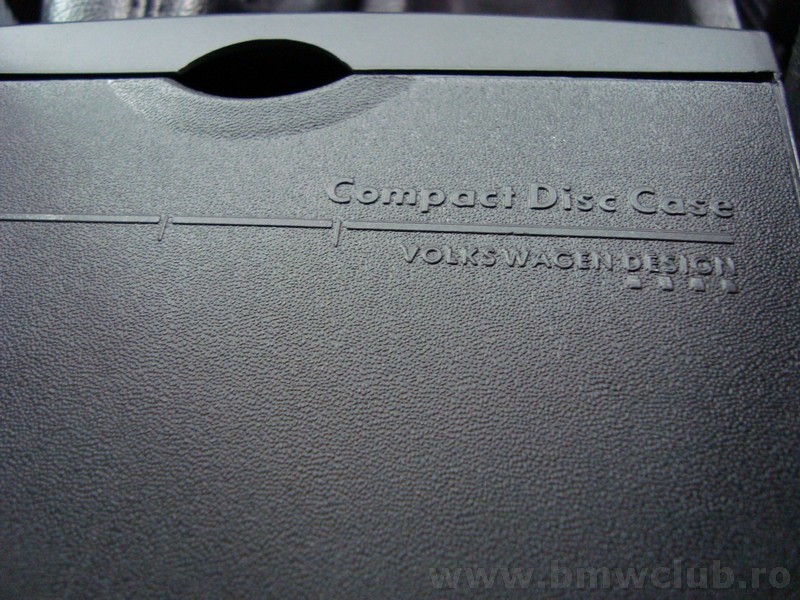 Compact Disc Case
VOLKSWAGEN DESIGN
www.bmwclub.ro